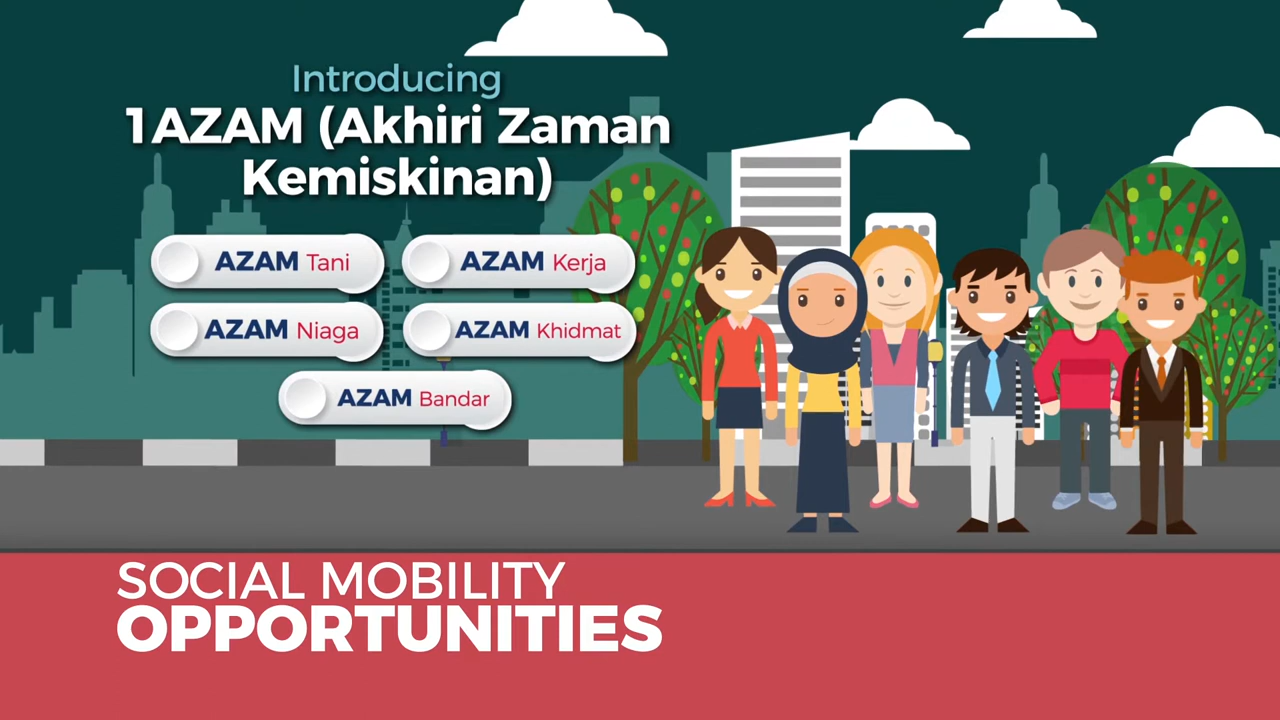 Introducing
1AZAM (Akhiri Zaman
Kemiskinan)
AZAM Tani
AZAM Kerja
AZAM Niaga
AZAM Khidmat
AZAM Bandar
SOCIAL MOBILITY
OPPORTUNITIES